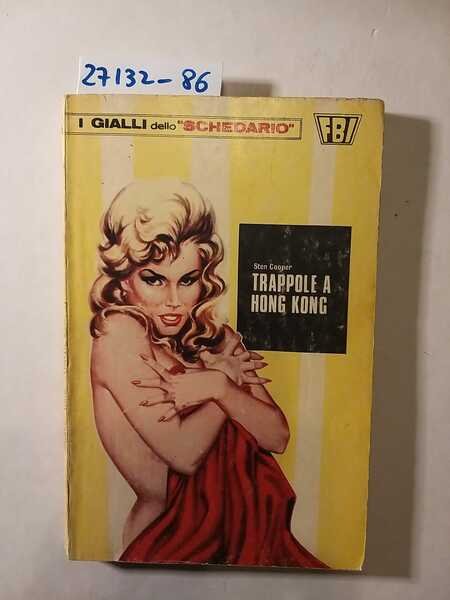 27132-86
I GIALLI dello "SCHEDARIO"
FBI
Sten Cooper
TRAPPOLE A
HONG KONG